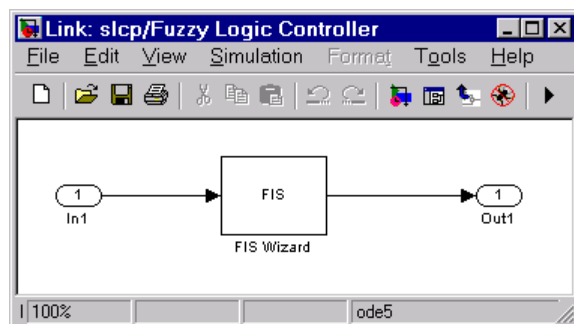 Link: slcp/Fuzzy Logic Controller
File Edit View Simulation Format Tools Help
1 FIS 1
In1 Out1
FIS Wizard
100% ode5